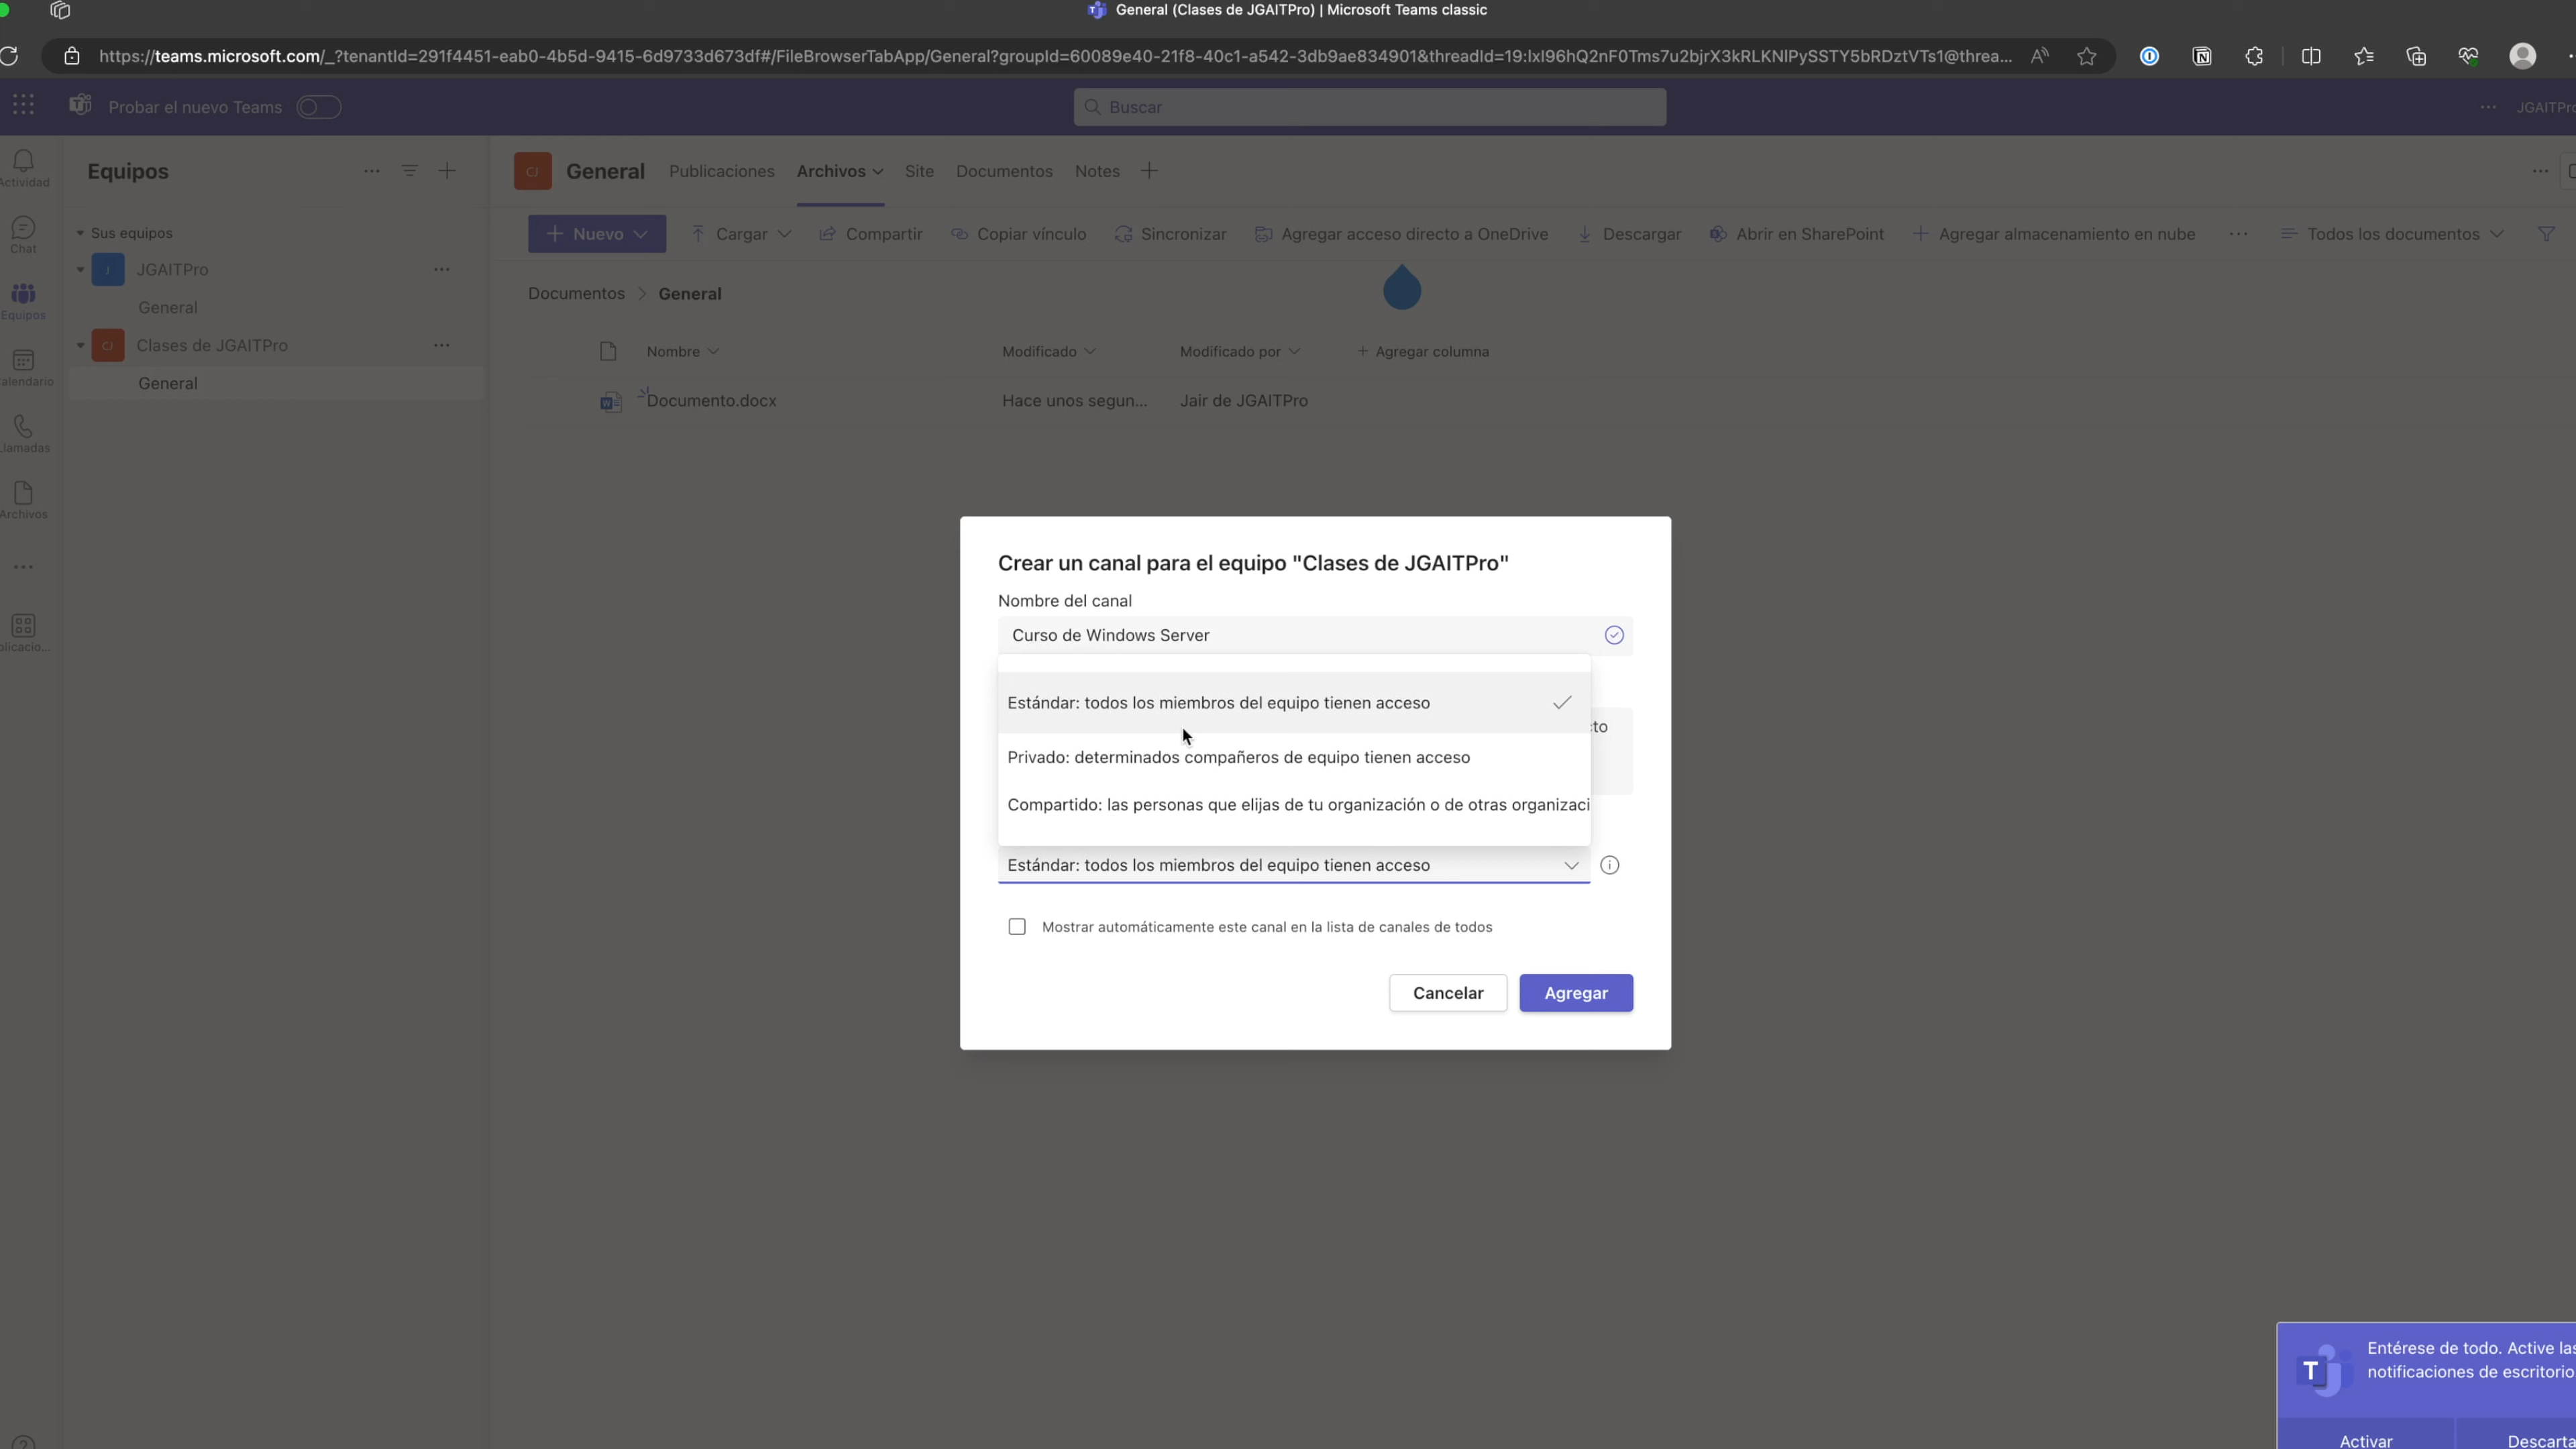 General (Clases de JGAITPro) | Microsoft Teams classic
https://teams.microsoft.com/_?tenantId=291f4451-eab0-4b5d-9415-6d9733d673df#/FileBrowserTabApp/General?groupId=60089e40-21f8-40c1-a542-3db9ae834901&threadId=19:lxI96hQ2nF0Tms7u2bjrX3kRLKNlPySSTY5bRDztVTs1@threa...
Probar el nuevo Teams
Buscar
JGAITPro
Actividad
Chat
Equipos
Calendario
Llamadas
Archivos
Aplicacio...
Equipos
Sus equipos
J JGAITPro
General
CJ Clases de JGAITPro
General
CJ General Publicaciones Archivos Site Documentos Notes
Nuevo Cargar Compartir Copiar vínculo Sincronizar Agregar acceso directo a OneDrive Descargar Abrir en SharePoint Agregar almacenamiento en nube Todos los documentos
Documentos > General
Nombre Modificado Modificado por + Agregar columna
Documento.docx Hace unos segun... Jair de JGAITPro
Crear un canal para el equipo "Clases de JGAITPro"
Nombre del canal
Curso de Windows Server
Estándar: todos los miembros del equipo tienen acceso
Privado: determinados compañeros de equipo tienen acceso
Compartido: las personas que elijas de tu organización o de otras organizaci
Estándar: todos los miembros del equipo tienen acceso
Mostrar automáticamente este canal en la lista de canales de todos
Cancelar Agregar
Entérese de todo. Active las
notificaciones de escritorio
Activar Descarta